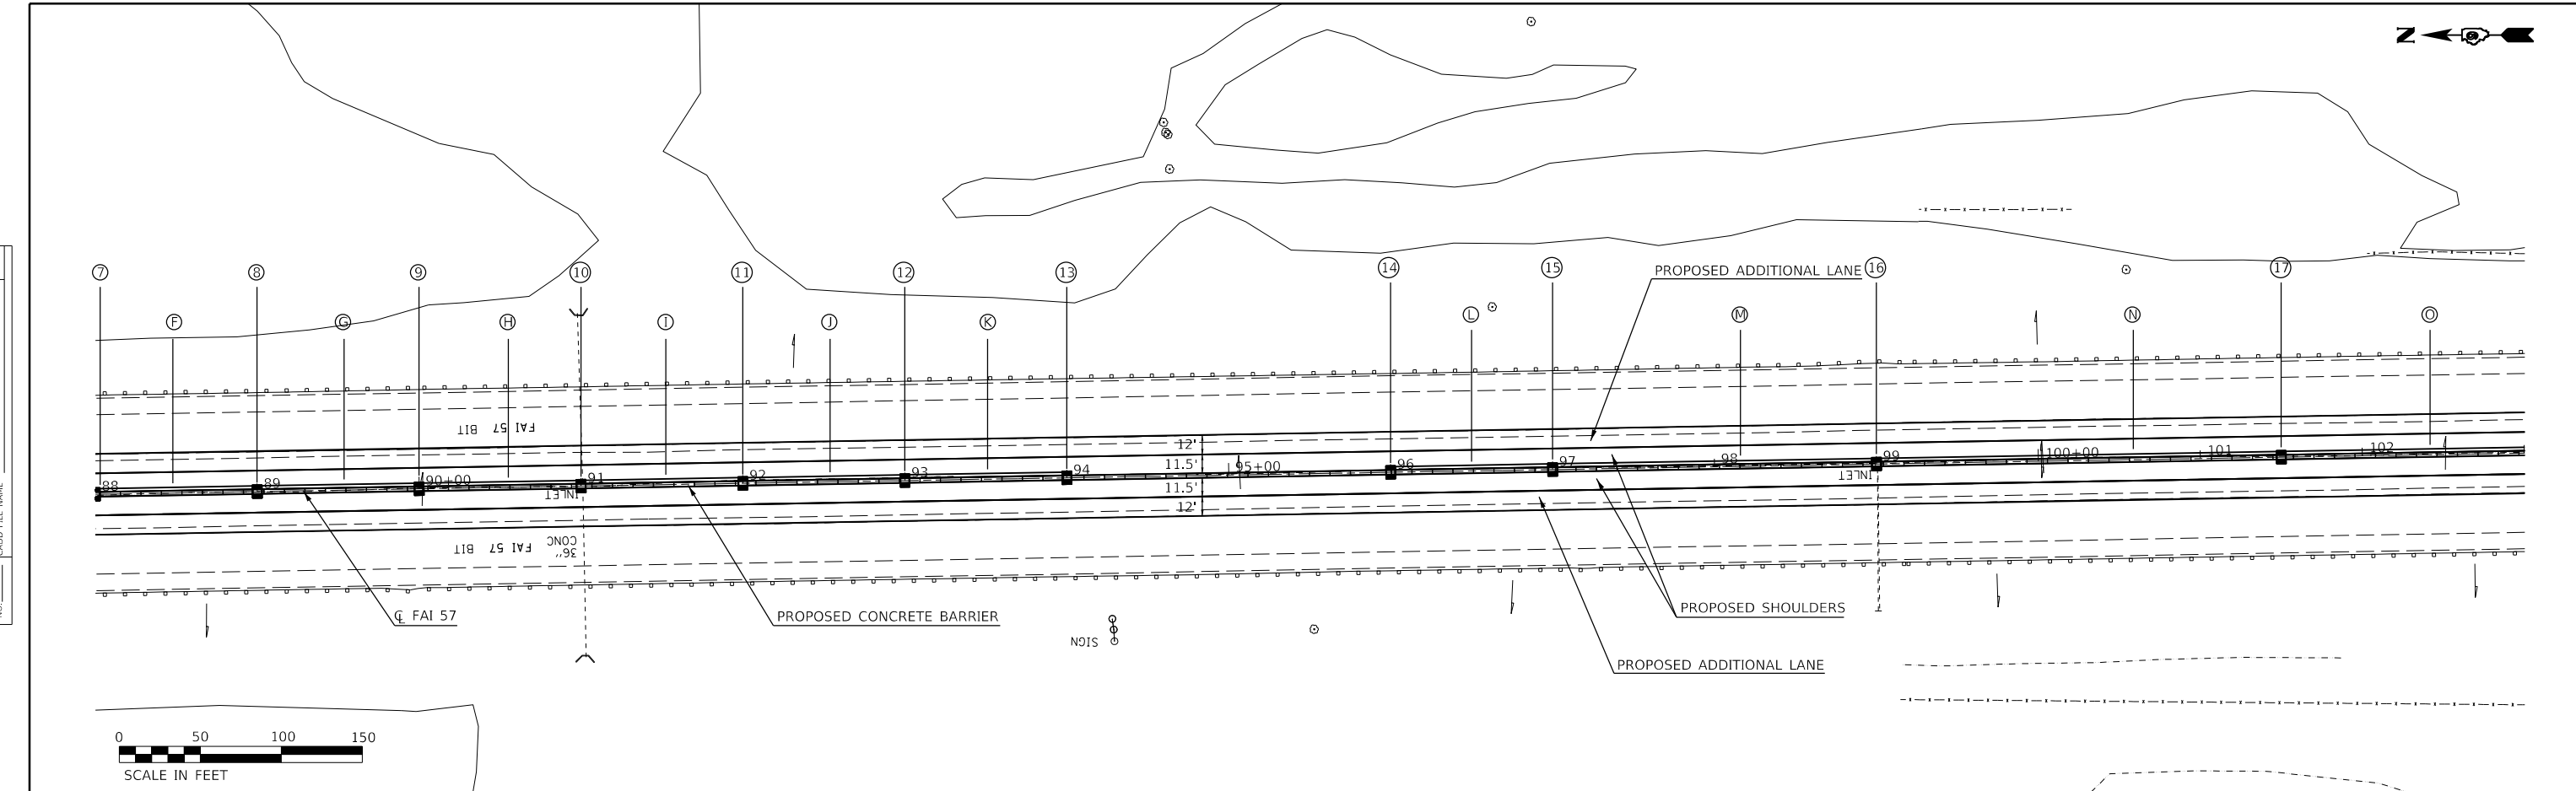 N
7 8 9 10 11 12 13 14 15 16 17
PROPOSED ADDITIONAL LANE
F G H I J K L M N O
FAI 57 BIT
12'
11.5'
88 89 90+00 91 92 93 94 95+00 96 97 98 99 100+00 101 102
INLET
INLET
11.5'
12'
FAI 57 BIT
36" CONC
℄ FAI 57
PROPOSED CONCRETE BARRIER
PROPOSED SHOULDERS
SIGN
PROPOSED ADDITIONAL LANE
0 50 100 150
SCALE IN FEET